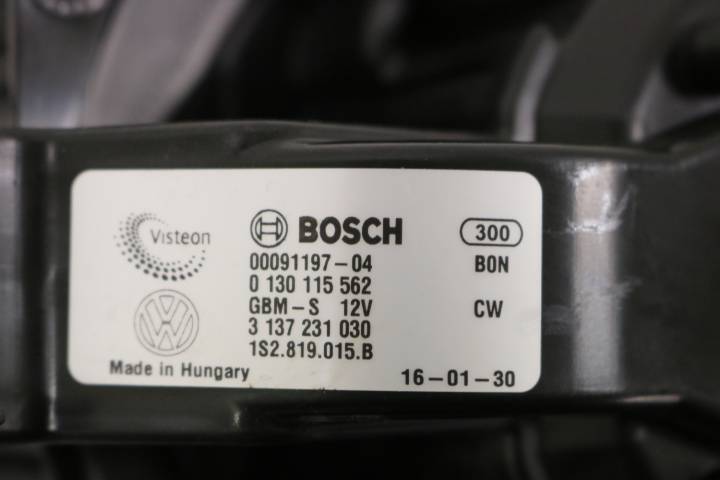 Visteon
BOSCH
300
00091197-04
BON
0 130 115 562
GBM-S 12V
CW
3 137 231 030
1S2.819.015.B
Made in Hungary
16-01-30